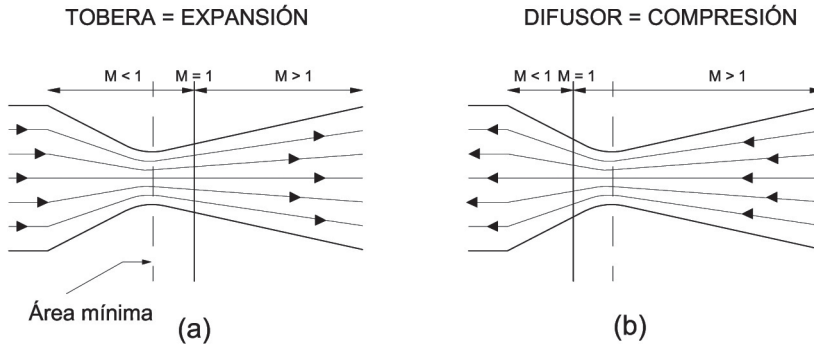 TOBERA = EXPANSIÓN
M < 1
M = 1
M > 1
Área mínima
(a)
DIFUSOR = COMPRESIÓN
M < 1
M = 1
M > 1
(b)